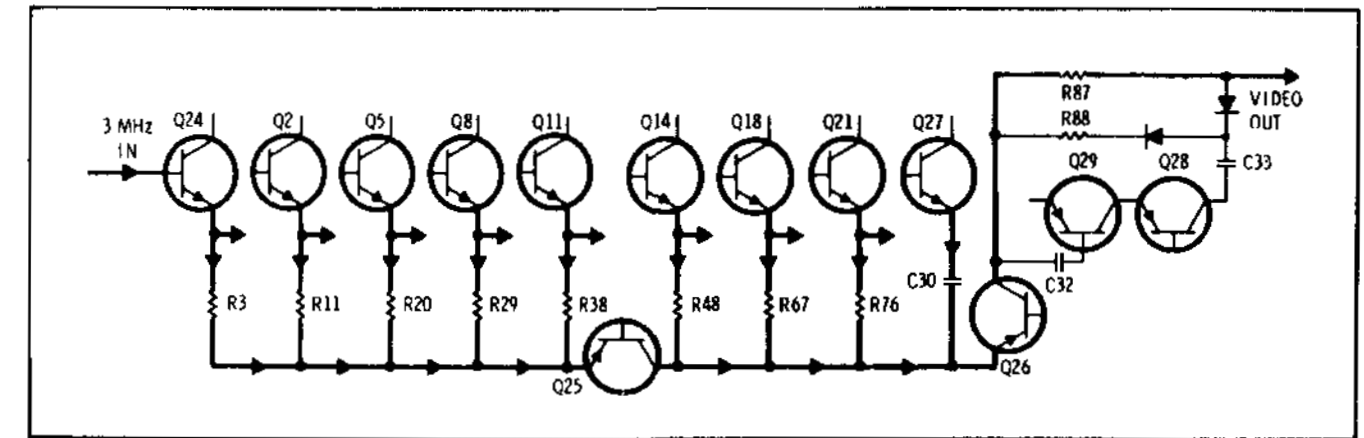 3 MHz
IN
Q24
Q2
Q5
Q8
Q11
Q14
Q18
Q21
Q27
R87
R88
VIDEO
OUT
Q29
Q28
C33
C32
C30
R3
R11
R20
R29
R38
R48
R67
R76
Q25
Q26